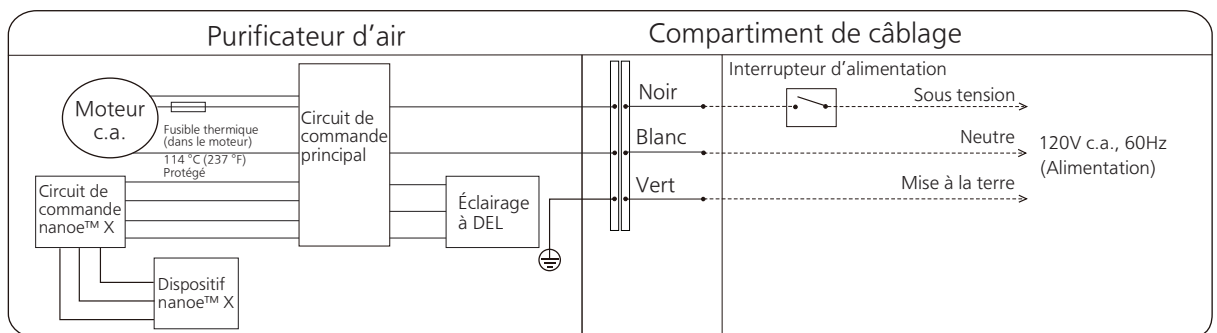 Purificateur d'air
Compartiment de câblage
Moteur
c.a.
Fusible thermique
(dans le moteur)
114 °C (237 °F)
Protégé
Circuit de
commande
principal
Circuit de
commande
nanoe™ X
Dispositif
nanoe™ X
Éclairage
à DEL
Noir
Blanc
Vert
Interrupteur d'alimentation
Sous tension
Neutre
Mise à la terre
120V c.a., 60Hz
(Alimentation)